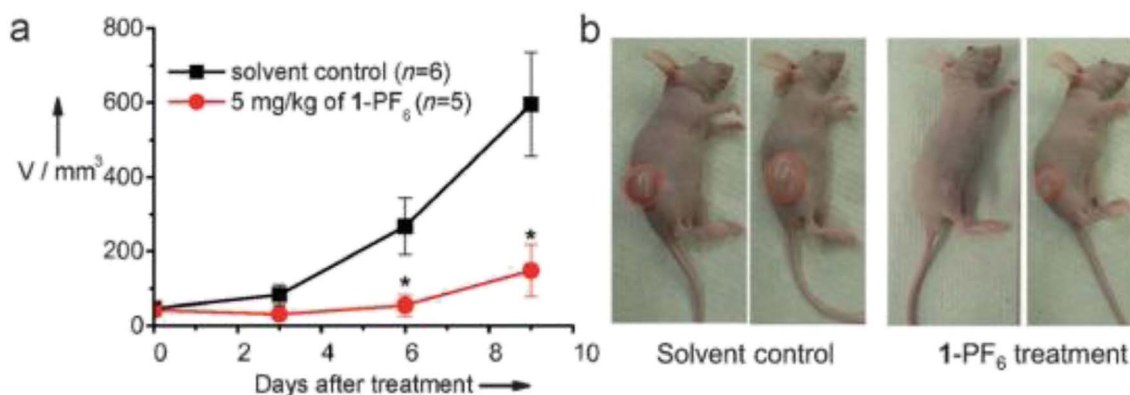 a
800
600
400
200
0
V / mm³
solvent control (n=6)
5 mg/kg of 1-PF₆ (n=5)
*
*
0 2 4 6 8 10
Days after treatment
b
Solvent control
1-PF₆ treatment